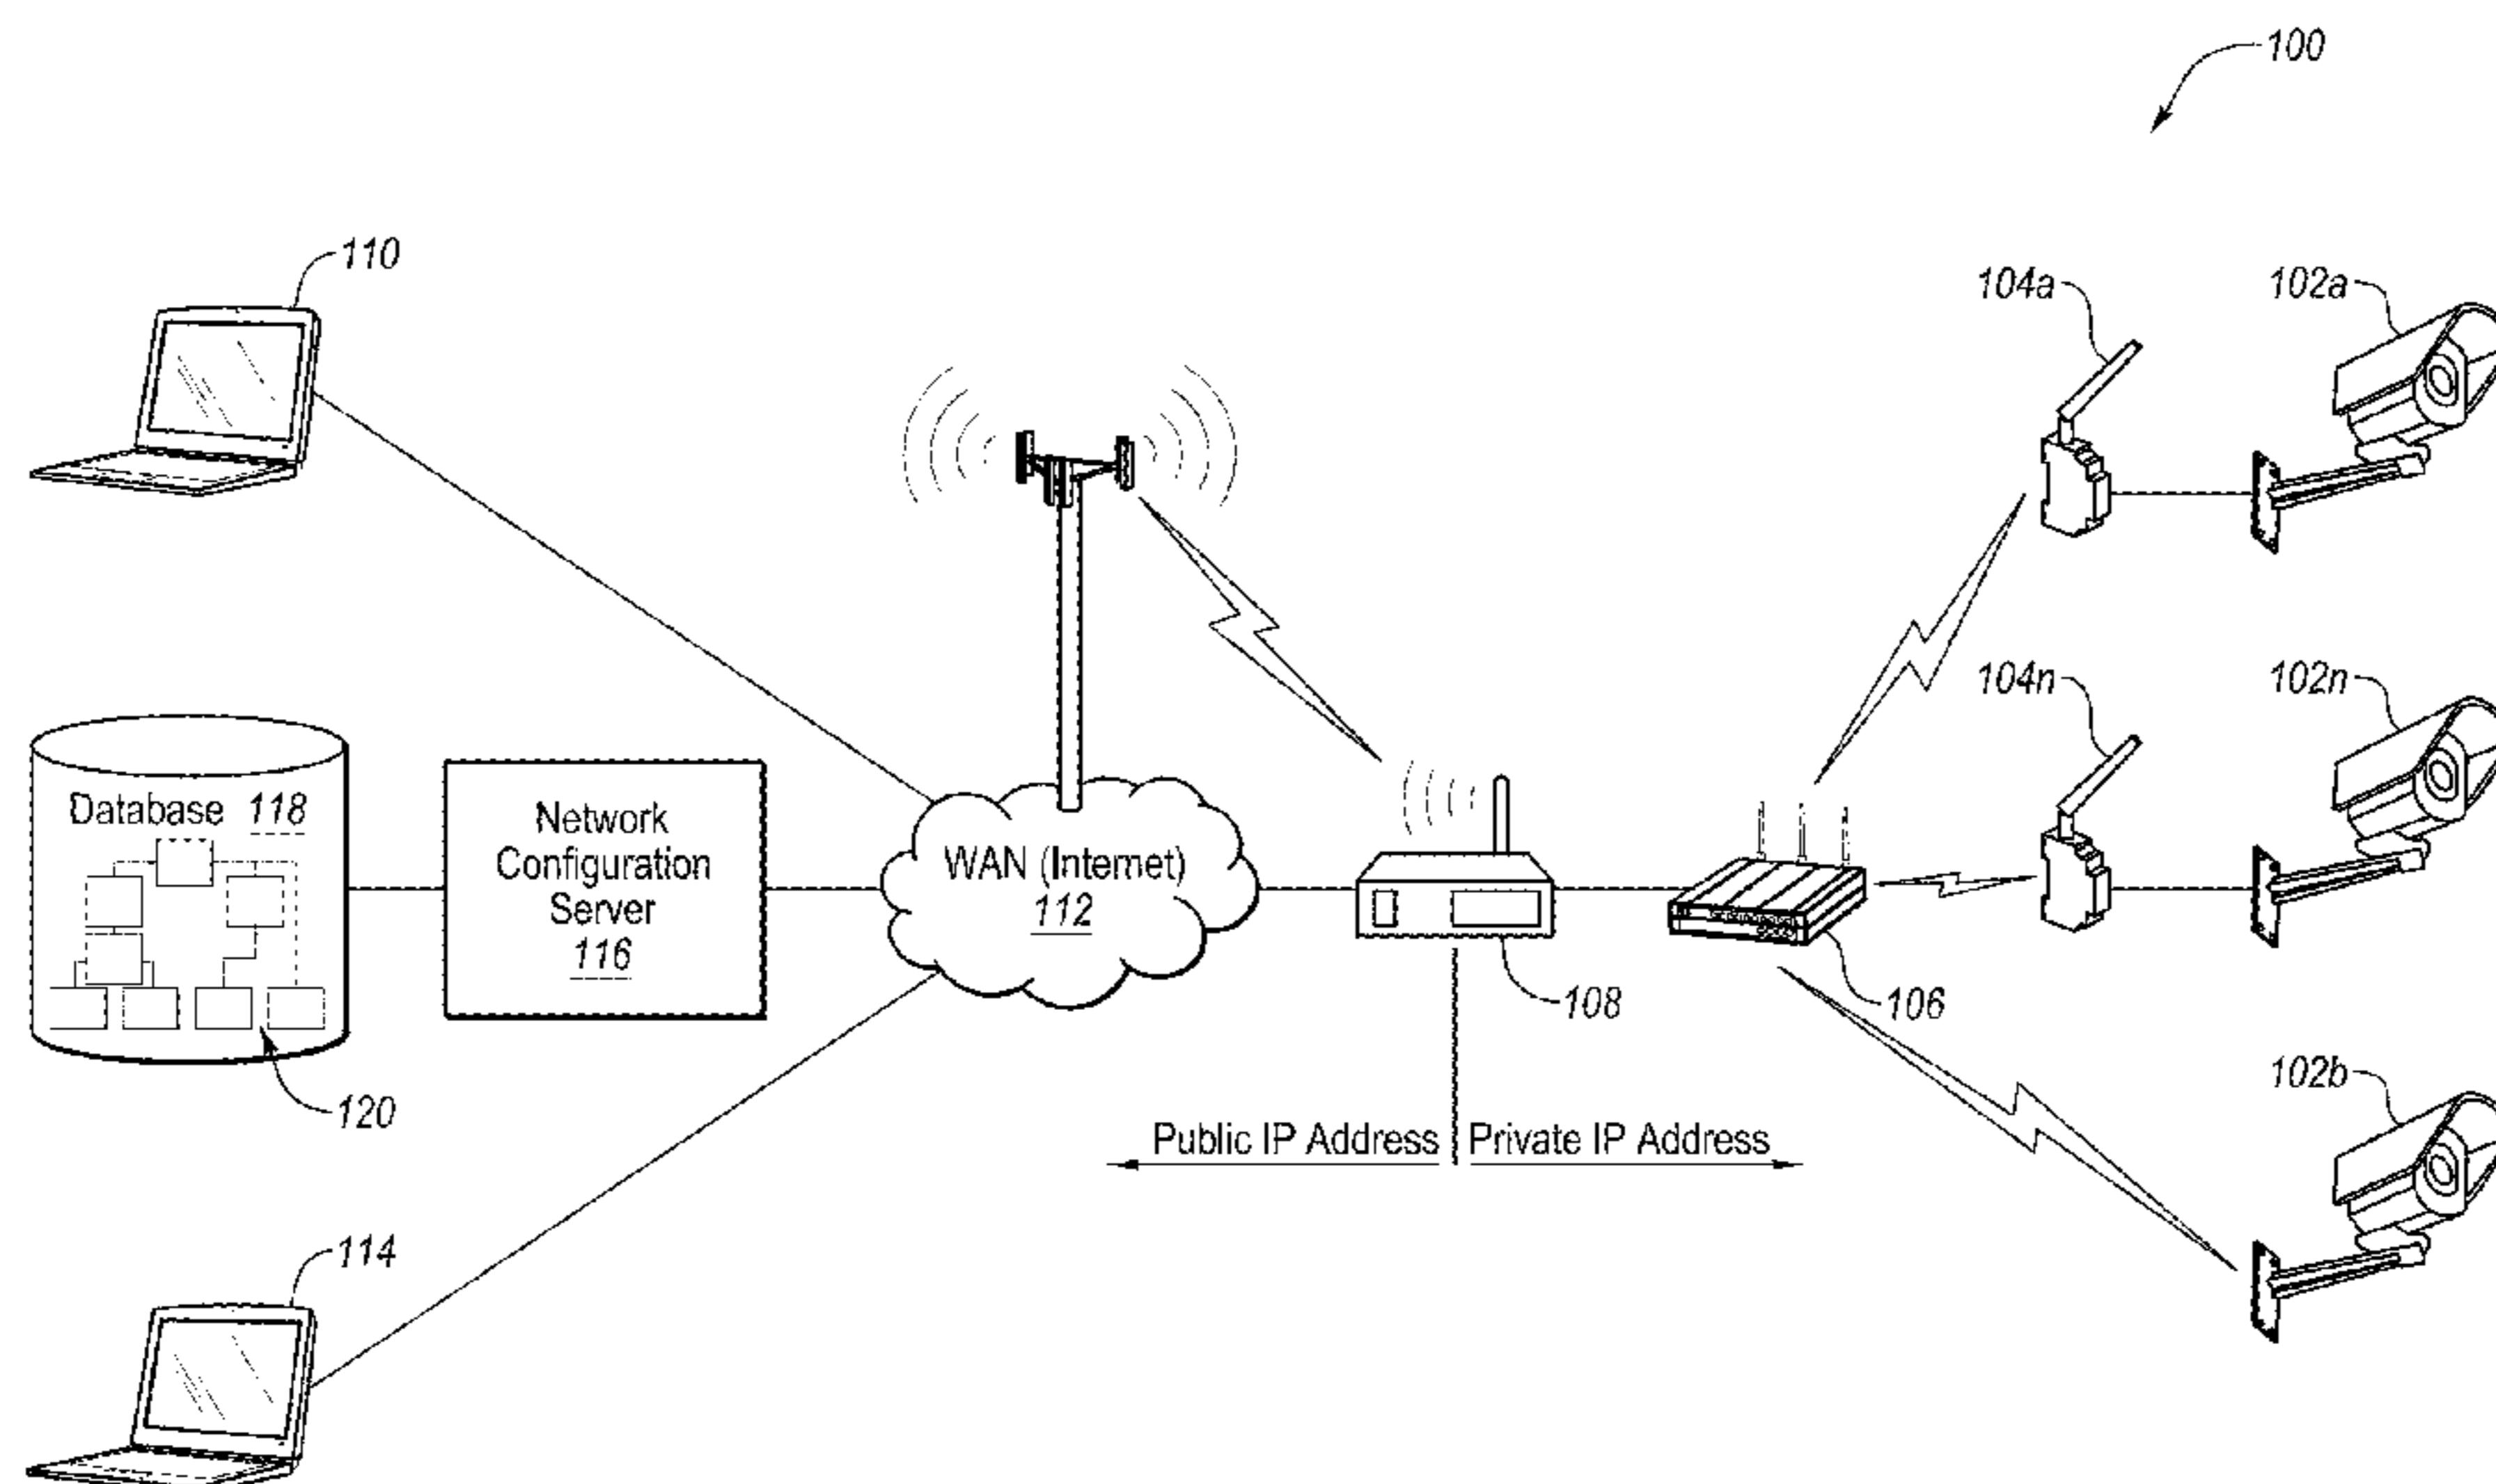 100
110
104a
102a
104n
102n
Database 118
Network
Configuration
Server
116
WAN (Internet)
112
108
106
102b
120
Public IP Address
Private IP Address
114